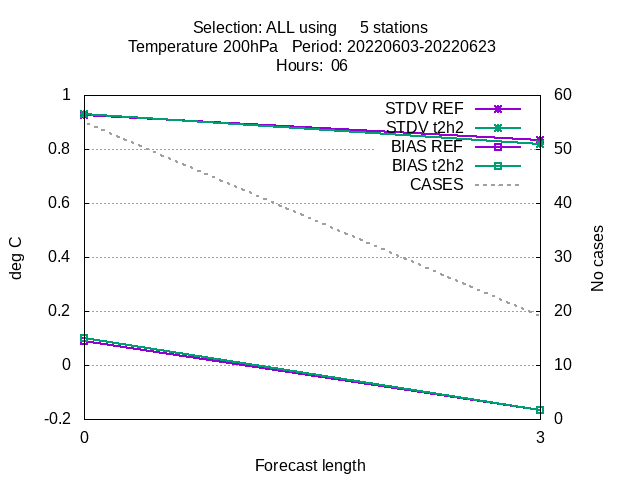 Selection: ALL using 5 stations
Temperature 200hPa Period: 20220603-20220623
Hours: 06
1
0.8
0.6
0.4
0.2
0
-0.2
60
50
40
30
20
10
0
STDV REF
STDV t2h2
BIAS REF
BIAS t2h2
CASES
deg C
No cases
0
3
Forecast length